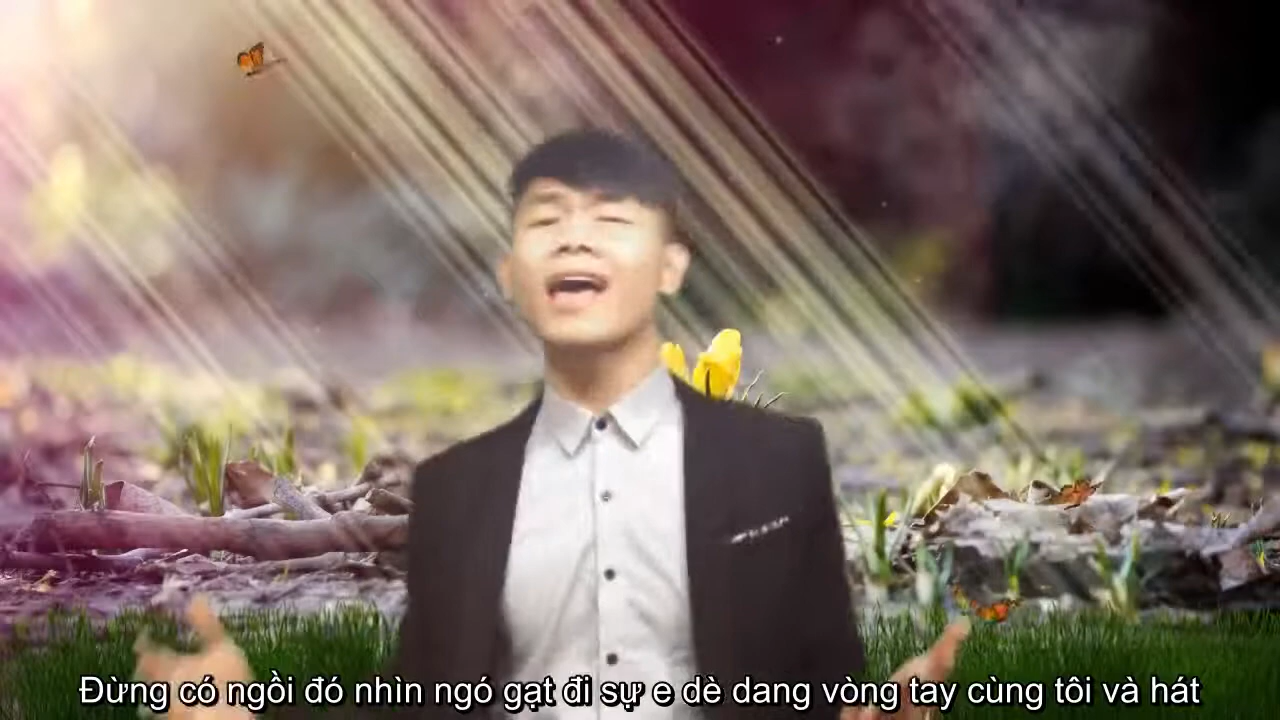 Đừng có ngồi đó nhìn ngó gạt đi sự e dè dang vòng tay cùng tôi và hát